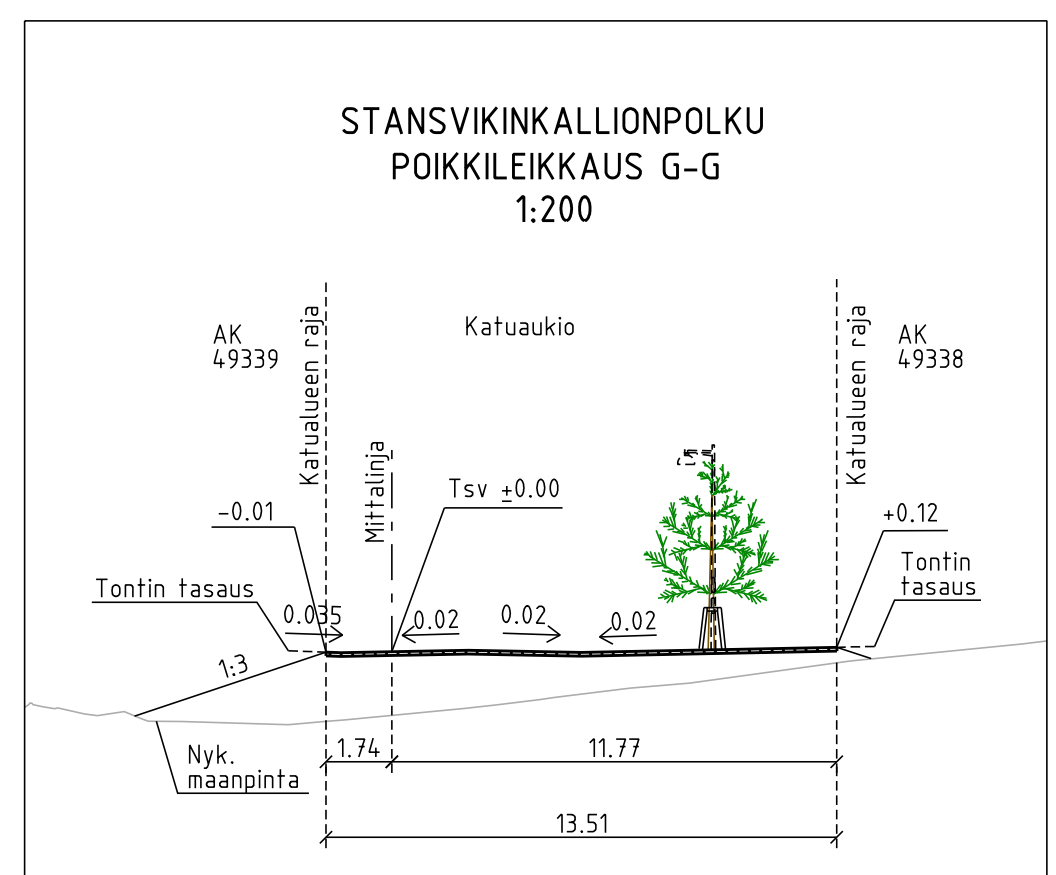 STANSVIKINKALLIONPOLKU
POIKKILEIKKAUS G-G
1:200
AK
49339
Katualueen raja
Katuaukio
Katualueen raja
AK
49338
Mittalinja
-0.01
Tsv ±0.00
+0.12
Tontin tasaus
Tontin
tasaus
0.035
0.02
0.02
0.02
1:3
Nyk.
maanpinta
1.74
11.77
13.51